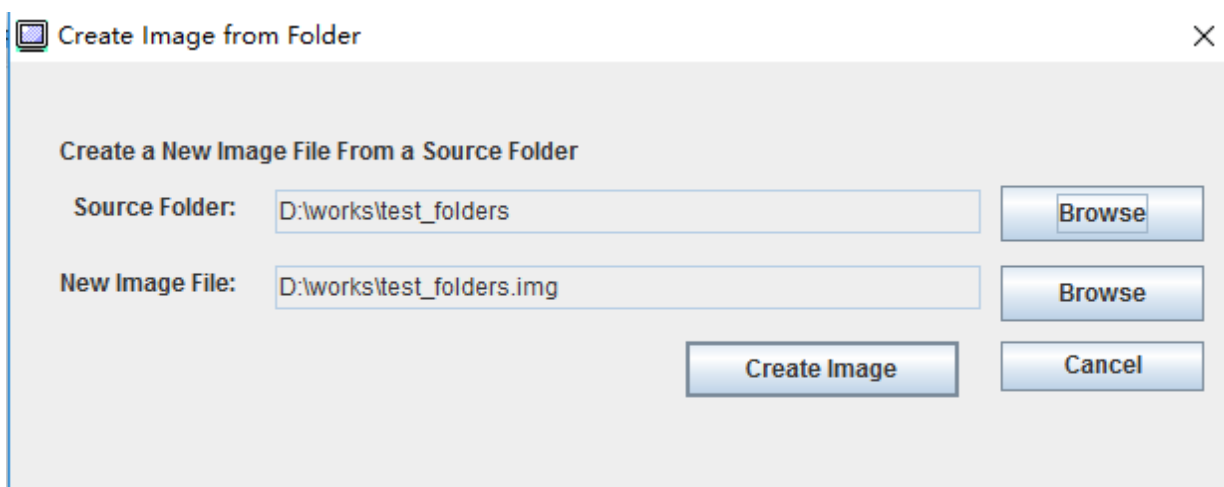 Create Image from Folder
Create a New Image File From a Source Folder
Source Folder: D:\works\test_folders Browse
New Image File: D:\works\test_folders.img Browse
Create Image Cancel